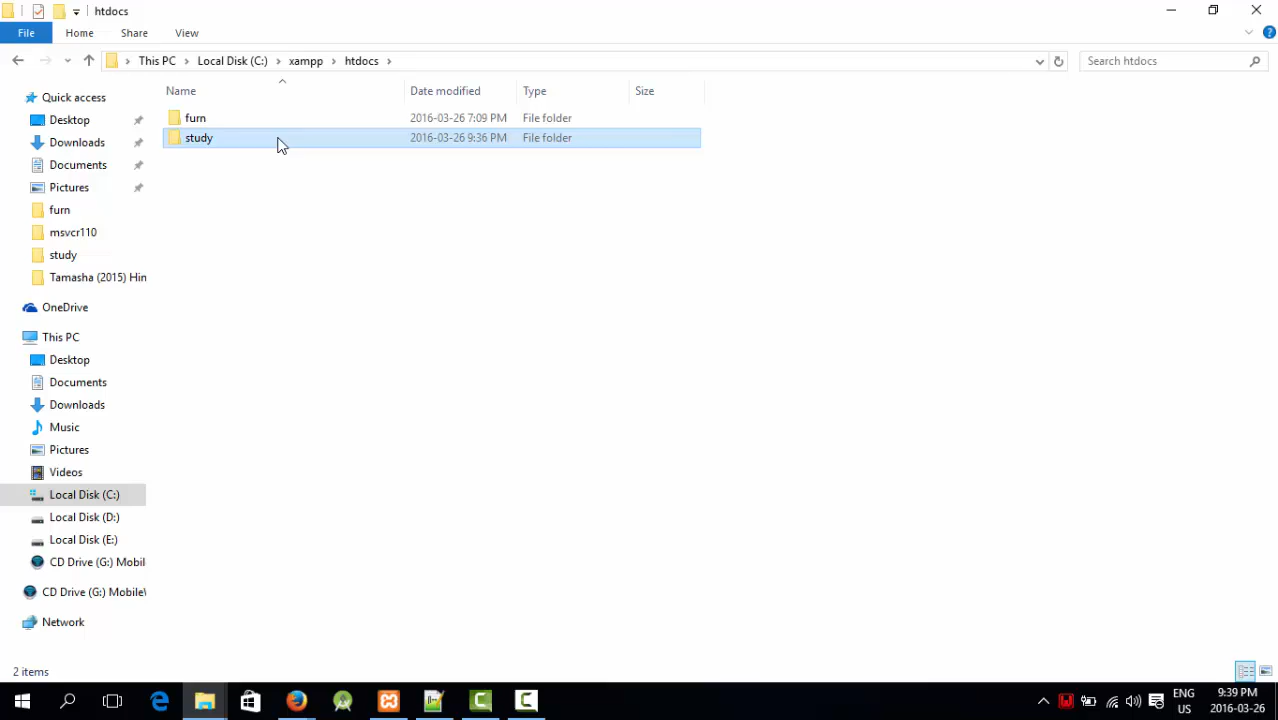 htdocs
File Home Share View
This PC Local Disk (C:) xampp htdocs
Search htdocs
Name Date modified Type Size
furn 2016-03-26 7:09 PM File folder
study 2016-03-26 9:36 PM File folder
Quick access
Desktop
Downloads
Documents
Pictures
furn
msvcr110
study
Tamasha (2015) Hin
OneDrive
This PC
Desktop
Documents
Downloads
Music
Pictures
Videos
Local Disk (C:)
Local Disk (D:)
Local Disk (E:)
CD Drive (G:) Mobil
CD Drive (G:) Mobile
Network
2 items
ENG 9:39 PM
US 2016-03-26